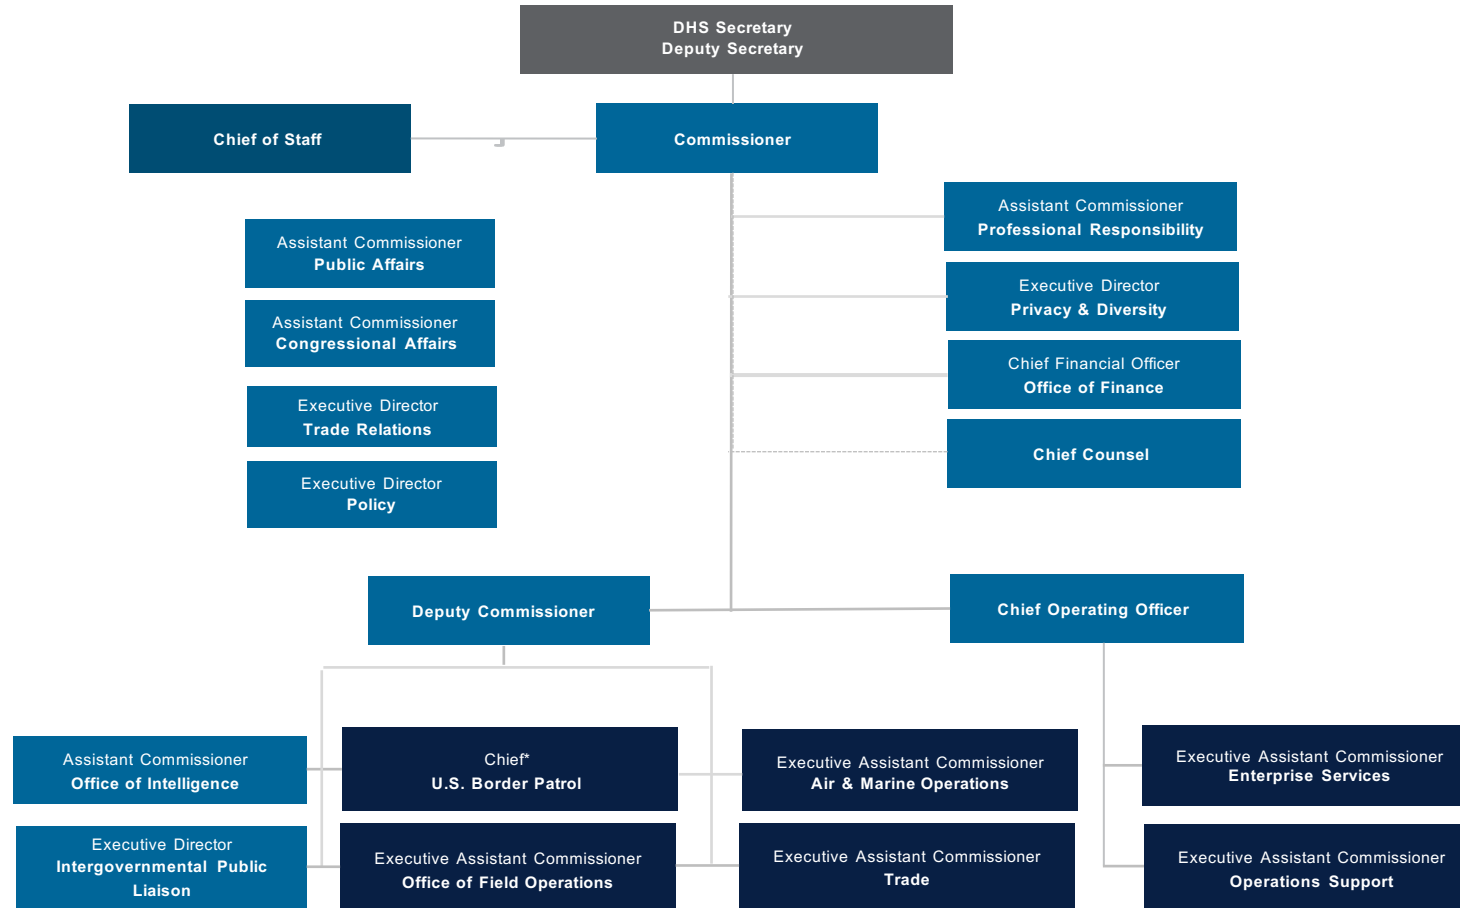 DHS Secretary
Deputy Secretary
Chief of Staff
Commissioner
Assistant Commissioner
Professional Responsibility
Assistant Commissioner
Public Affairs
Executive Director
Privacy & Diversity
Assistant Commissioner
Congressional Affairs
Chief Financial Officer
Office of Finance
Executive Director
Trade Relations
Chief Counsel
Executive Director
Policy
Deputy Commissioner
Chief Operating Officer
Assistant Commissioner
Office of Intelligence
Chief*
U.S. Border Patrol
Executive Assistant Commissioner
Air & Marine Operations
Executive Assistant Commissioner
Enterprise Services
Executive Director
Intergovernmental Public
Liaison
Executive Assistant Commissioner
Office of Field Operations
Executive Assistant Commissioner
Trade
Executive Assistant Commissioner
Operations Support